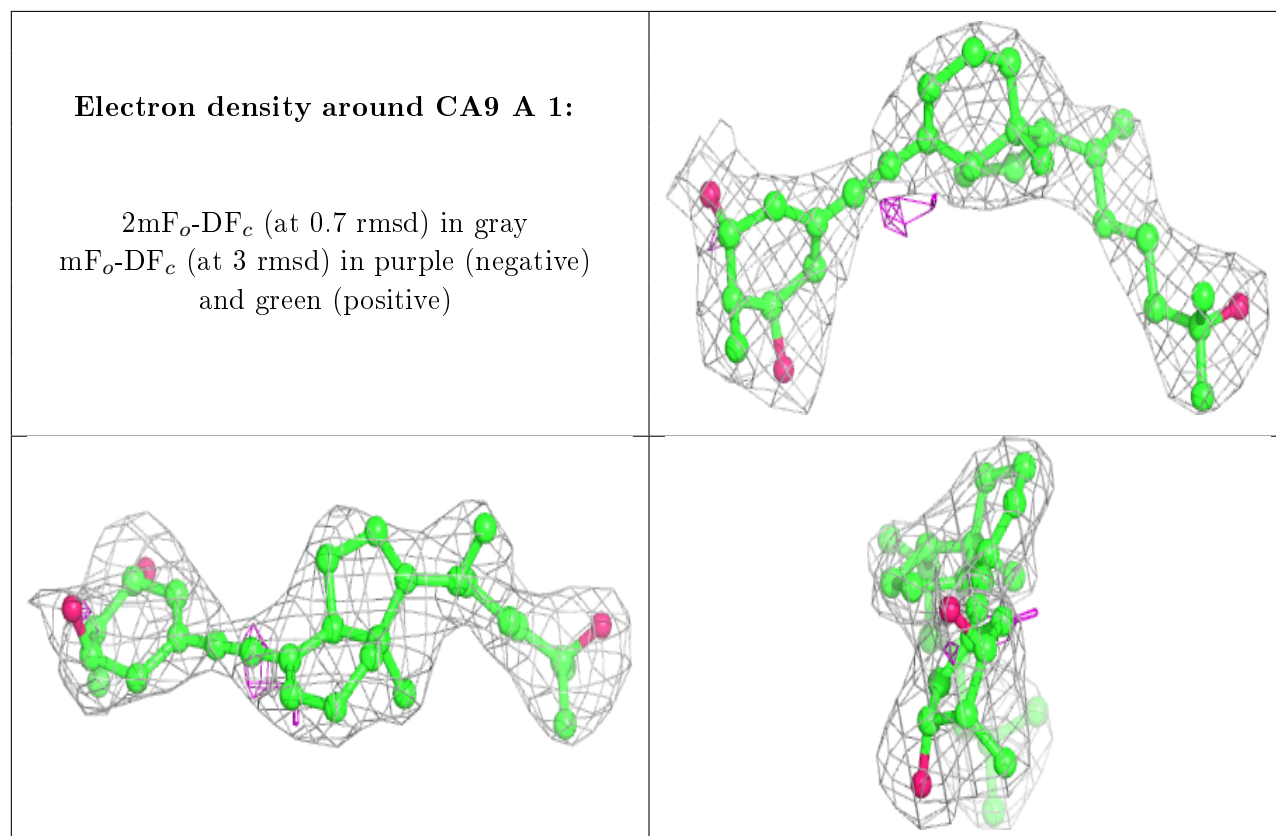 Electron density around CA9 A 1:
2mFₒ-DF𝒸 (at 0.7 rmsd) in gray
mFₒ-DF𝒸 (at 3 rmsd) in purple (negative)
and green (positive)